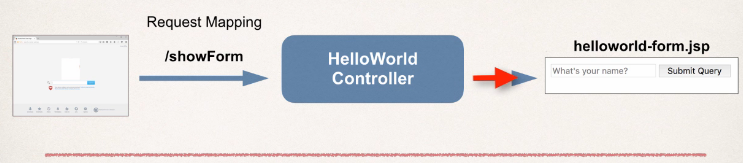 Request Mapping
/showForm
HelloWorld
Controller
helloworld-form.jsp
What's your name?
Submit Query